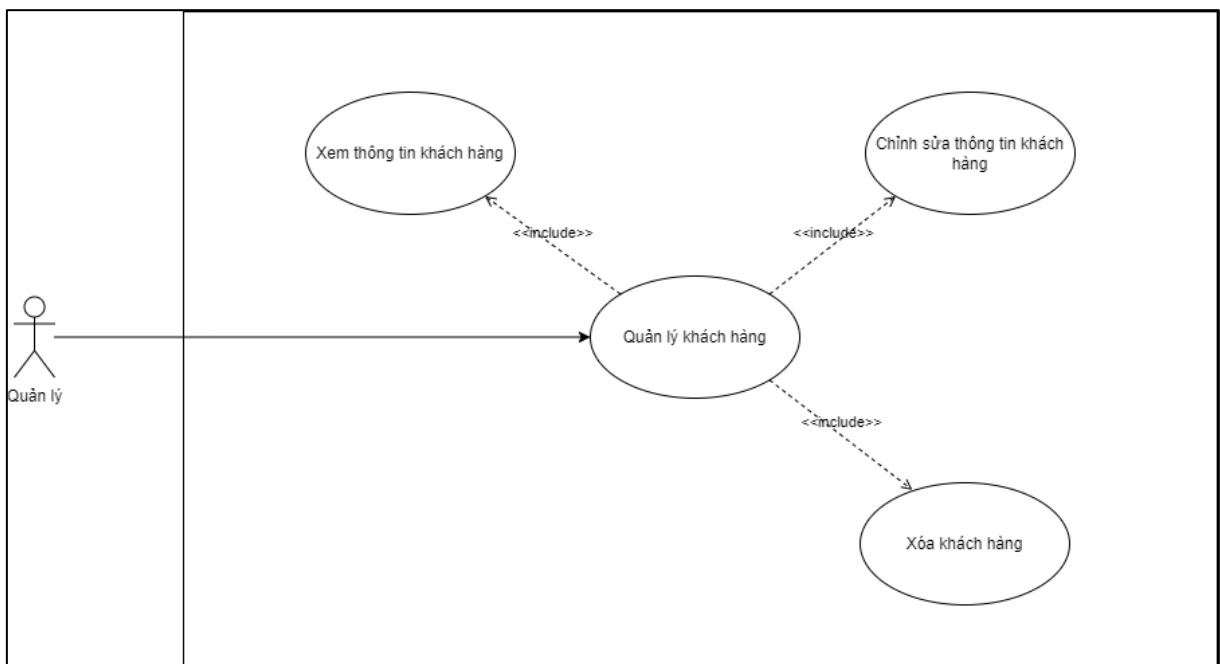 Xem thông tin khách hàng
Chỉnh sửa thông tin khách
hàng
<<include>>
<<include>>
Quản lý khách hàng
Quản lý
<<include>>
Xóa khách hàng